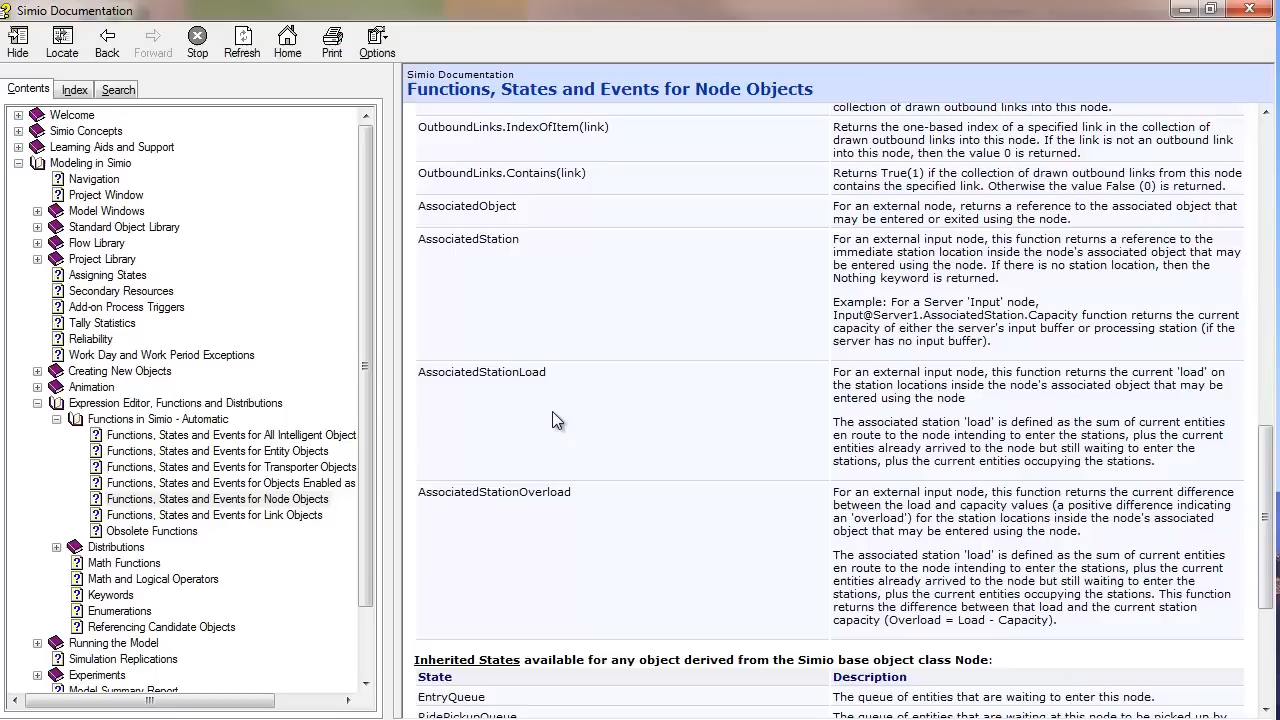 Simio Documentation
Hide
Locate
Back
Forward
Stop
Refresh
Home
Print
Options
Contents
Index
Search
Welcome
Simio Concepts
Learning Aids and Support
Modeling in Simio
Navigation
Project Window
Model Windows
Standard Object Library
Flow Library
Project Library
Assigning States
Secondary Resources
Add-on Process Triggers
Tally Statistics
Reliability
Work Day and Work Period Exceptions
Creating New Objects
Animation
Expression Editor, Functions and Distributions
Functions in Simio - Automatic
Functions, States and Events for All Intelligent Object
Functions, States and Events for Entity Objects
Functions, States and Events for Transporter Objects
Functions, States and Events for Objects Enabled as
Functions, States and Events for Node Objects
Functions, States and Events for Link Objects
Obsolete Functions
Distributions
Math Functions
Math and Logical Operators
Keywords
Enumerations
Referencing Candidate Objects
Running the Model
Simulation Replications
Experiments
Model Summary Report
Simio Documentation
Functions, States and Events for Node Objects
collection of drawn outbound links into this node.
OutboundLinks.IndexOfItem(link)
Returns the one-based index of a specified link in the collection of
drawn outbound links into this node. If the link is not an outbound link
into this node, then the value 0 is returned.
OutboundLinks.Contains(link)
Returns True(1) if the collection of drawn outbound links from this node
contains the specified link. Otherwise the value False (0) is returned.
AssociatedObject
For an external node, returns a reference to the associated object that
may be entered or exited using the node.
AssociatedStation
For an external input node, this function returns a reference to the
immediate station location inside the node's associated object that may
be entered using the node. If there is no station location, then the
Nothing keyword is returned.
Example: For a Server 'Input' node,
Input@Server1.AssociatedStation.Capacity function returns the current
capacity of either the server's input buffer or processing station (if the
server has no input buffer).
AssociatedStationLoad
For an external input node, this function returns the current 'load' on
the station locations inside the node's associated object that may be
entered using the node
The associated station 'load' is defined as the sum of current entities
en route to the node intending to enter the stations, plus the current
entities already arrived to the node but still waiting to enter the
stations, plus the current entities occupying the stations.
AssociatedStationOverload
For an external input node, this function returns the current difference
between the load and capacity values (a positive difference indicating
an 'overload') for the station locations inside the node's associated
object that may be entered using the node.
The associated station 'load' is defined as the sum of current entities
en route to the node intending to enter the stations, plus the current
entities already arrived to the node but still waiting to enter the
stations, plus the current entities occupying the stations. This function
returns the difference between that load and the current station
capacity (Overload = Load - Capacity).
Inherited States available for any object derived from the Simio base object class Node:
State
Description
EntryQueue
The queue of entities that are waiting to enter this node.
RidePickupQueue
The queue of entities that are waiting at this node to be picked up by